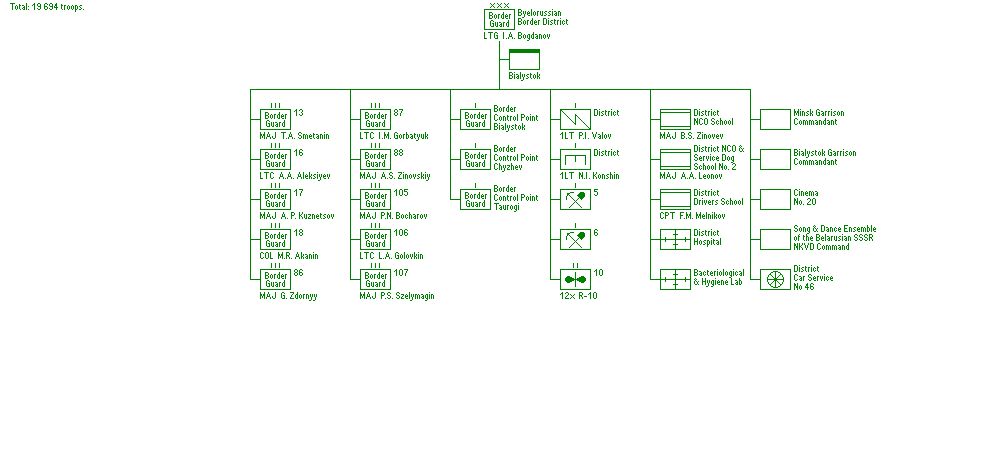 Total: 19 694 troops.
XXX
Border Guard
Byelorussian
Border District
LTG I.A. Bogdanov
Bialystok
III
Border Guard
13
MAJ T.A. Smetanin
III
Border Guard
16
LTC A.A. Aleksiyev
III
Border Guard
17
MAJ A. P. Kuznetsov
III
Border Guard
18
COL M.R. Akanin
III
Border Guard
86
MAJ G. Zdornyy
III
Border Guard
87
LTC I.M. Gorbatyuk
III
Border Guard
88
MAJ A.S. Zinovskiy
III
Border Guard
105
MAJ P.N. Bocharov
III
Border Guard
106
LTC L.A. Golovkin
III
Border Guard
107
MAJ P.S. Szelymagin
I
Border Guard
Border
Control Point
Bialystok
I
Border Guard
Border
Control Point
Chyzhev
I
Border Guard
Border
Control Point
Taurogi
I
District
1LT P.I. Valov
I
District
1LT N.I. Konshin
I
5
I
6
II
10
12x R-10
District
NCO School
MAJ B.S. Zinovev
District NCO &
Service Dog
School No. 2
MAJ A.A. Leonov
District
Drivers School
CPT F.M. Melnikov
District
Hospital
Bacteriological
& Hygiene Lab
Minsk Garrison
Commandant
Bialystok Garrison
Commandant
Cinema
No. 20
Song & Dance Ensemble
of the Belarusian SSSR
NKVD Command
District
Car Service
No 46